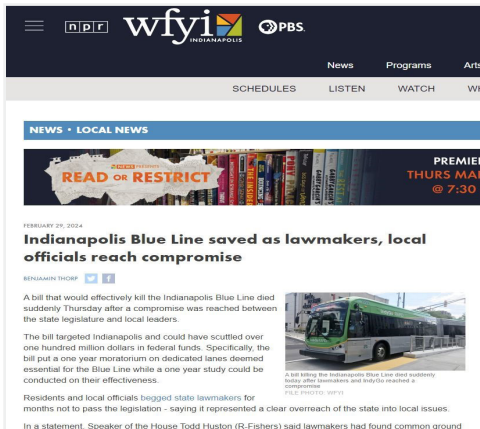 npr wfyi INDIANAPOLIS PBS
News Programs Arts
SCHEDULES LISTEN WATCH
NEWS • LOCAL NEWS
NEWS PRESENTS
READ OR RESTRICT
PREMIER
THURS MAR
@ 7:30
FEBRUARY 29, 2024
Indianapolis Blue Line saved as lawmakers, local
officials reach compromise
BENJAMIN THORP
A bill that would effectively kill the Indianapolis Blue Line died
suddenly Thursday after a compromise was reached between
the state legislature and local leaders.
The bill targeted Indianapolis and could have scuttled over
one hundred million dollars in federal funds. Specifically, the
bill put a one year moratorium on dedicated lanes deemed
essential for the Blue Line while a one year study could be
conducted on their effectiveness.
A bill killing the Indianapolis Blue Line died suddenly
today after lawmakers and IndyGo reached a
compromise
FILE PHOTO: WFYI
Residents and local officials begged state lawmakers for
months not to pass the legislation - saying it represented a clear overreach of the state into local issues.
In a statement, Speaker of the House Todd Huston (R-Fishers) said lawmakers had found common ground